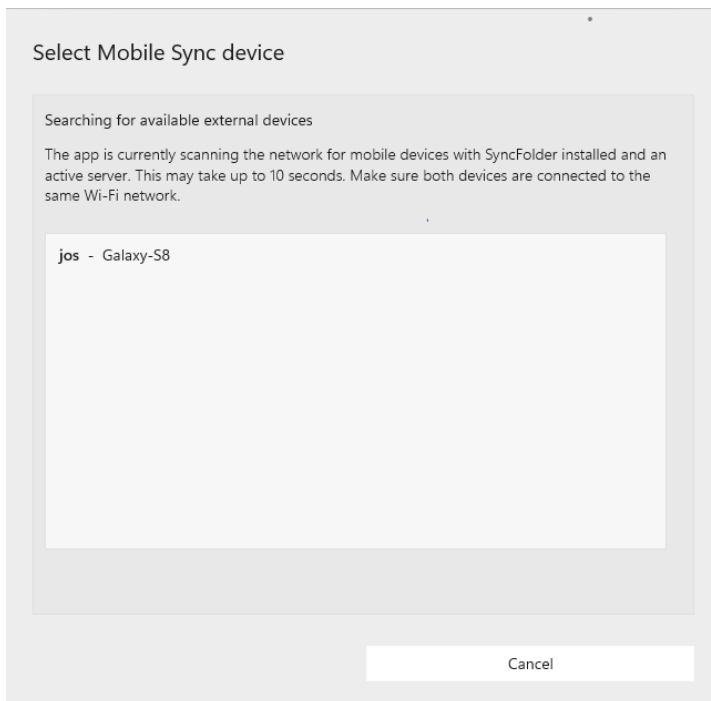 Select Mobile Sync device
Searching for available external devices
The app is currently scanning the network for mobile devices with SyncFolder installed and an
active server. This may take up to 10 seconds. Make sure both devices are connected to the
same Wi-Fi network.
jos - Galaxy-S8
Cancel